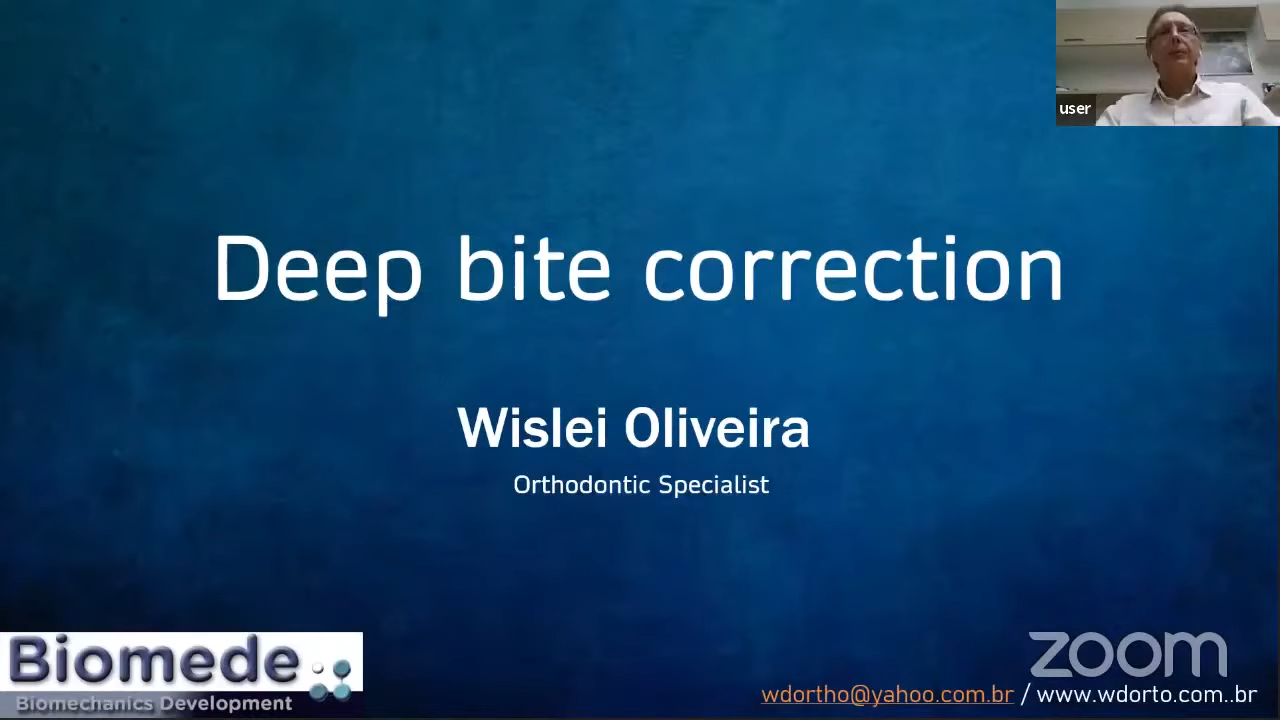 user
Deep bite correction
Wislei Oliveira
Orthodontic Specialist
Biomede
Biomechanics Development
zoom
wdortho@yahoo.com.br / www.wdorto.com..br